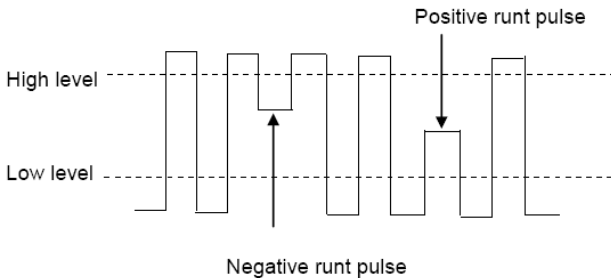 Positive runt pulse
High level
Low level
Negative runt pulse